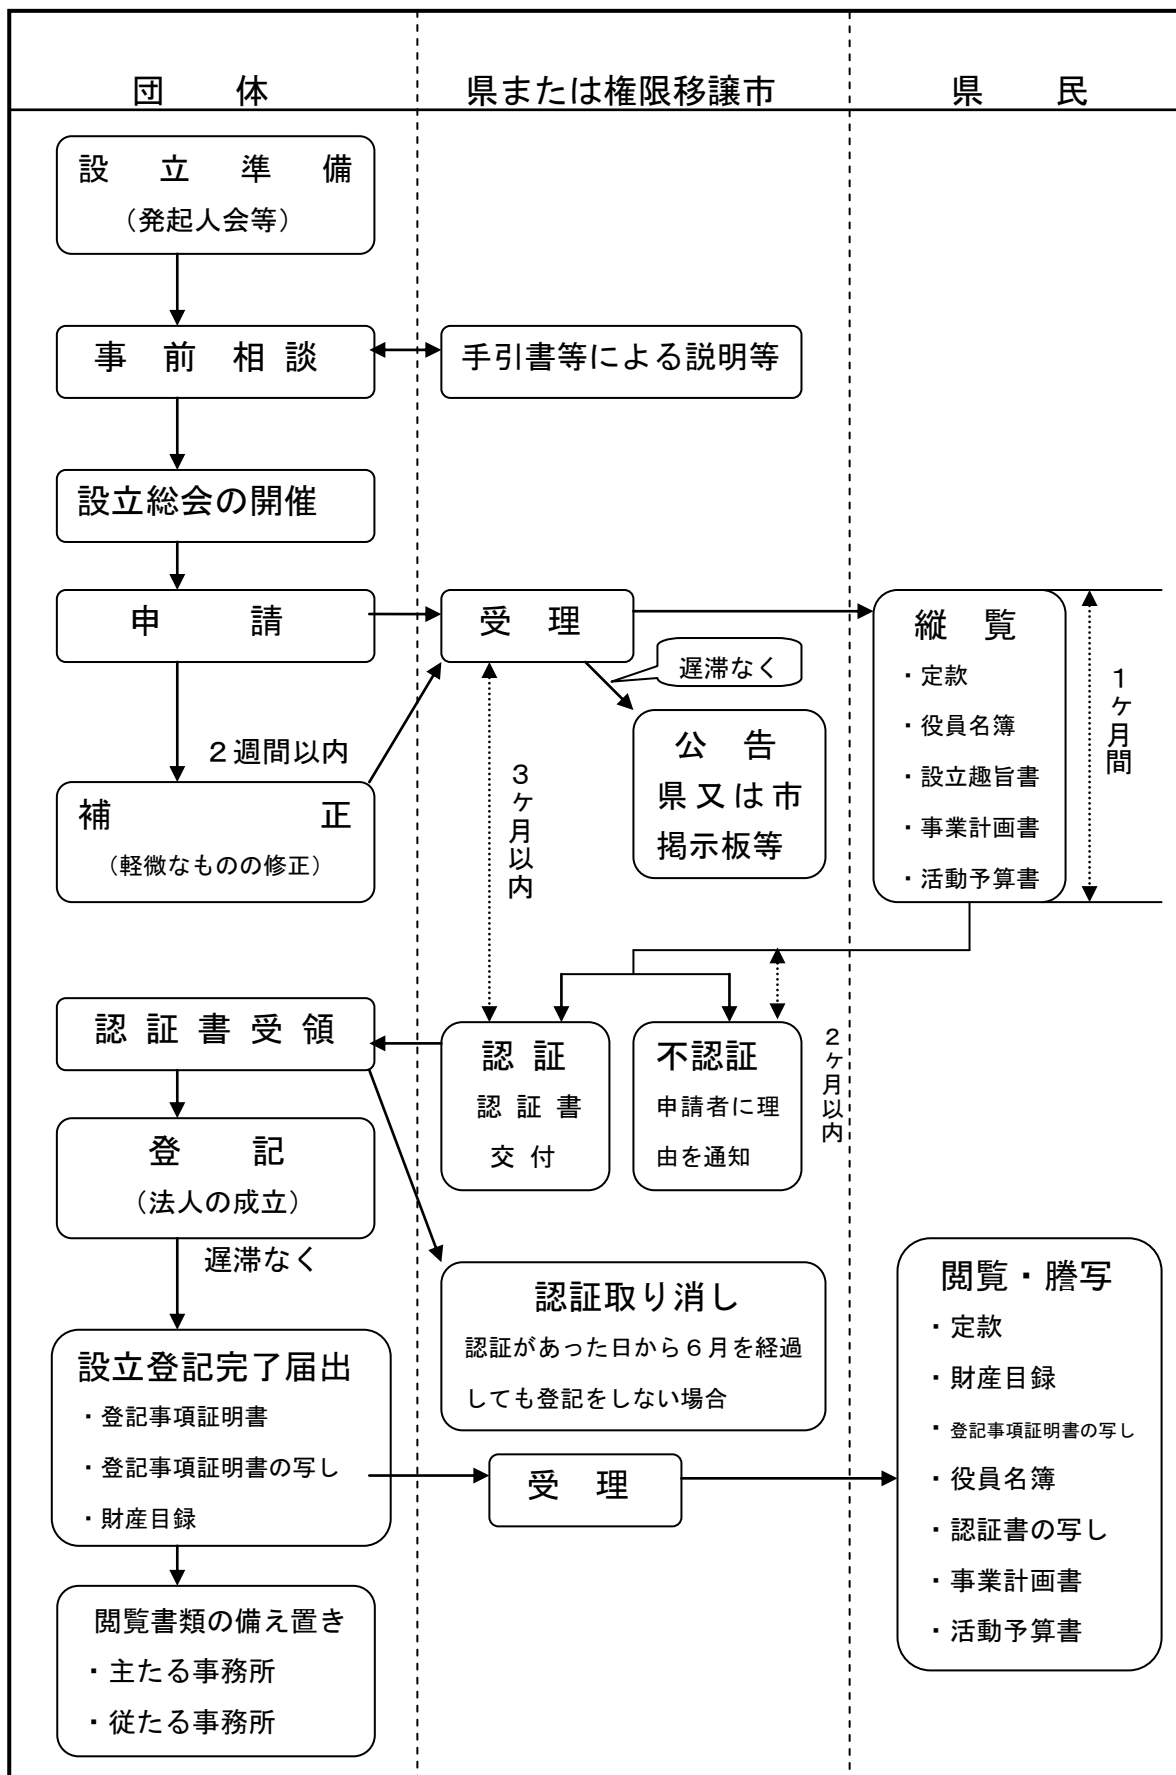 団　体
県または権限移譲市
県　民
設　立　準　備
（発起人会等）
事　前　相　談
手引書等による説明等
設立総会の開催
申　請
受　理
遅滞なく
公　告
県又は市
掲示板等
縦　覧
・定款
・役員名簿
・設立趣旨書
・事業計画書
・活動予算書
１ヶ月間
２週間以内
補　正
（軽微なものの修正）
３ヶ月以内
認証書受領
認　証
認証書
交付
不認証
申請者に理
由を通知
２ヶ月以内
登　記
（法人の成立）
遅滞なく
認証取り消し
認証があった日から６月を経過
しても登記をしない場合
設立登記完了届出
・登記事項証明書
・登記事項証明書の写し
・財産目録
受　理
閲覧・謄写
・定款
・財産目録
・登記事項証明書の写し
・役員名簿
・認証書の写し
・事業計画書
・活動予算書
閲覧書類の備え置き
・主たる事務所
・従たる事務所